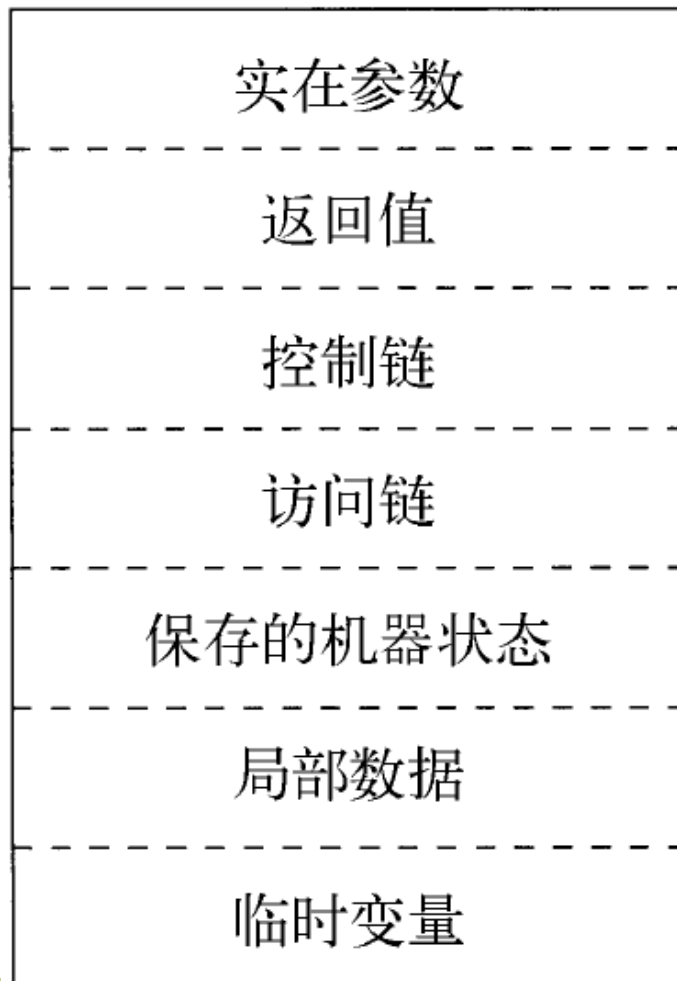 实在参数
返回值
控制链
访问链
保存的机器状态
局部数据
临时变量